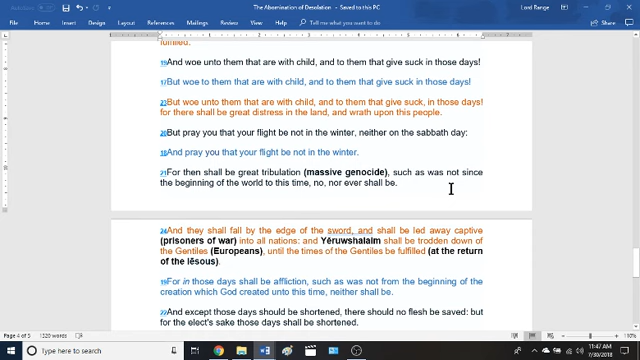 The Abomination of Desolation - Saved to this PC
Lord Range
File Home Insert Design Layout References Mailings Review View Help Tell me what you want to do Share
fulfilled.
19And woe unto them that are with child, and to them that give suck in those days!
17But woe to them that are with child, and to them that give suck in those days!
23But woe unto them that are with child, and to them that give suck, in those days!
for there shall be great distress in the land, and wrath upon this people.
20But pray you that your flight be not in the winter, neither on the sabbath day:
18And pray you that your flight be not in the winter.
21For then shall be great tribulation (massive genocide), such as was not since
the beginning of the world to this time, no, nor ever shall be.
24And they shall fall by the edge of the sword, and shall be led away captive
(prisoners of war) into all nations: and Yēruwshalaim shall be trodden down of
the Gentiles (Europeans), until the times of the Gentiles be fulfilled (at the return
of the Iēsous).
19For in those days shall be affliction, such as was not from the beginning of the
creation which God created unto this time, neither shall be.
22And except those days should be shortened, there should no flesh be saved: but
for the elect's sake those days shall be shortened.
Page 4 of 5 1320 words 110%
Type here to search
11:47 AM
7/30/2018